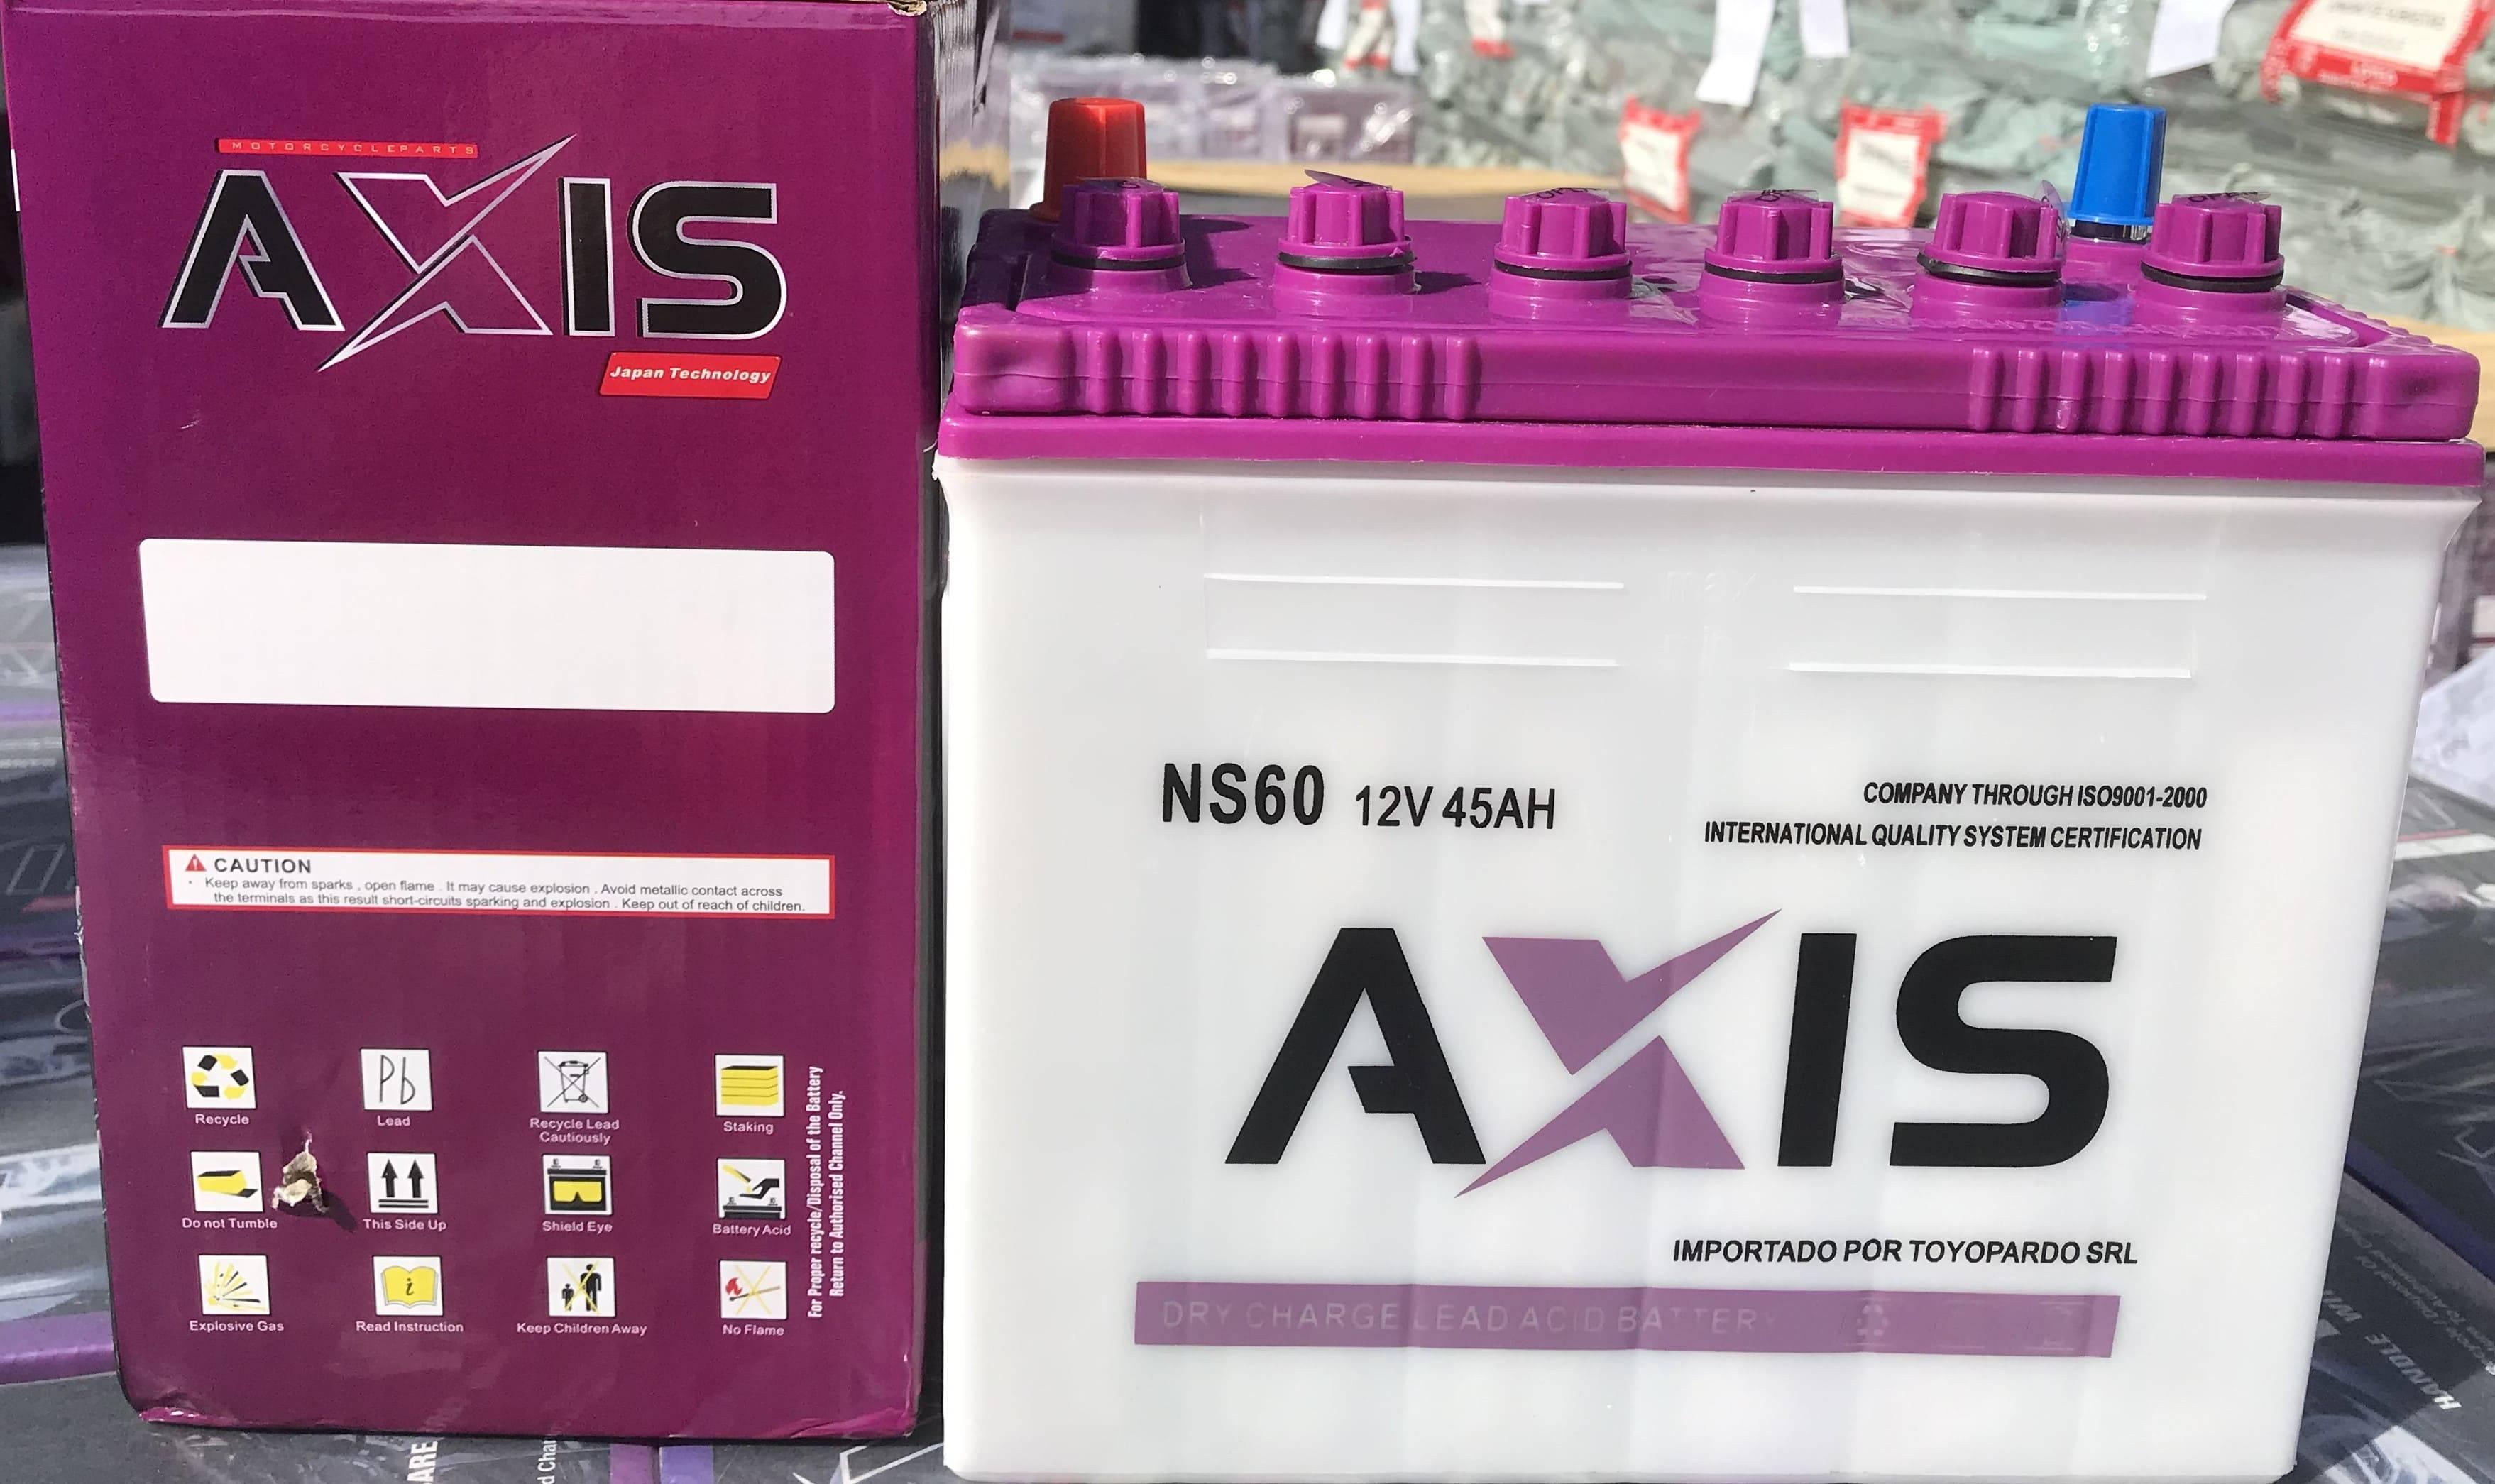 MOTORCYCLEPARTS
AXIS
Japan Technology
CAUTION
· Keep away from sparks , open flame . It may cause explosion . Avoid metallic contact across
the terminals as this result short-circuits sparking and explosion . Keep out of reach of children.
Recycle
Lead
Recycle Lead
Cautiously
Staking
Pb
Do not Tumble
This Side Up
Shield Eye
Battery Acid
i
Explosive Gas
Read Instruction
Keep Children Away
No Flame
For Proper recycle/Disposal of the Battery
Return to Authorised Channel Only.
NS60 12V 45AH
COMPANY THROUGH ISO9001-2000
INTERNATIONAL QUALITY SYSTEM CERTIFICATION
AXIS
IMPORTADO POR TOYOPARDO SRL
DRY CHARGE LEAD ACID BATTER
HANDLE WI